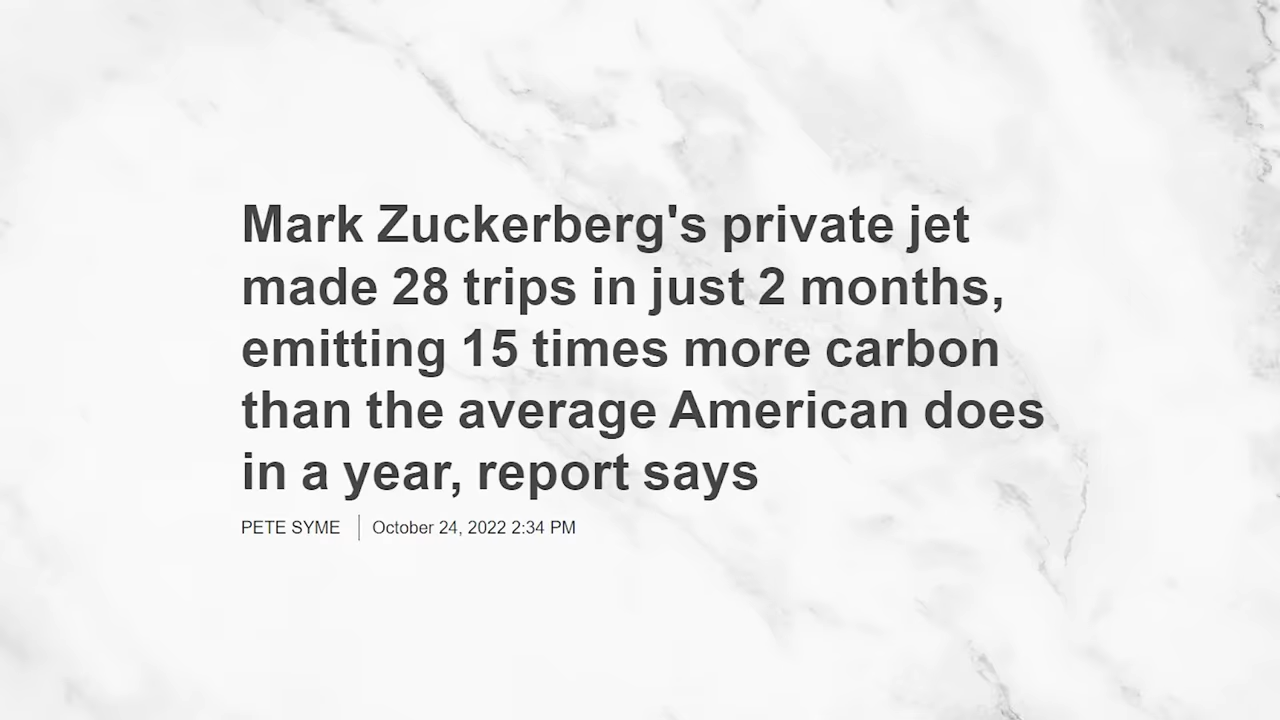 Mark Zuckerberg's private jet
made 28 trips in just 2 months,
emitting 15 times more carbon
than the average American does
in a year, report says
PETE SYME | October 24, 2022 2:34 PM